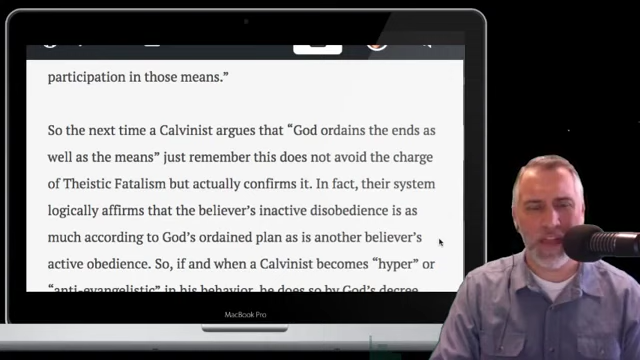 participation in those means.”
So the next time a Calvinist argues that “God ordains the ends as
well as the means” just remember this does not avoid the charge
of Theistic Fatalism but actually confirms it. In fact, their system
logically affirms that the believer’s inactive disobedience is as
much according to God’s ordained plan as is another believer’s
active obedience. So, if and when a Calvinist becomes “hyper” or
“anti-evangelistic” in his behavior, he does so by God’s decree
MacBook Pro